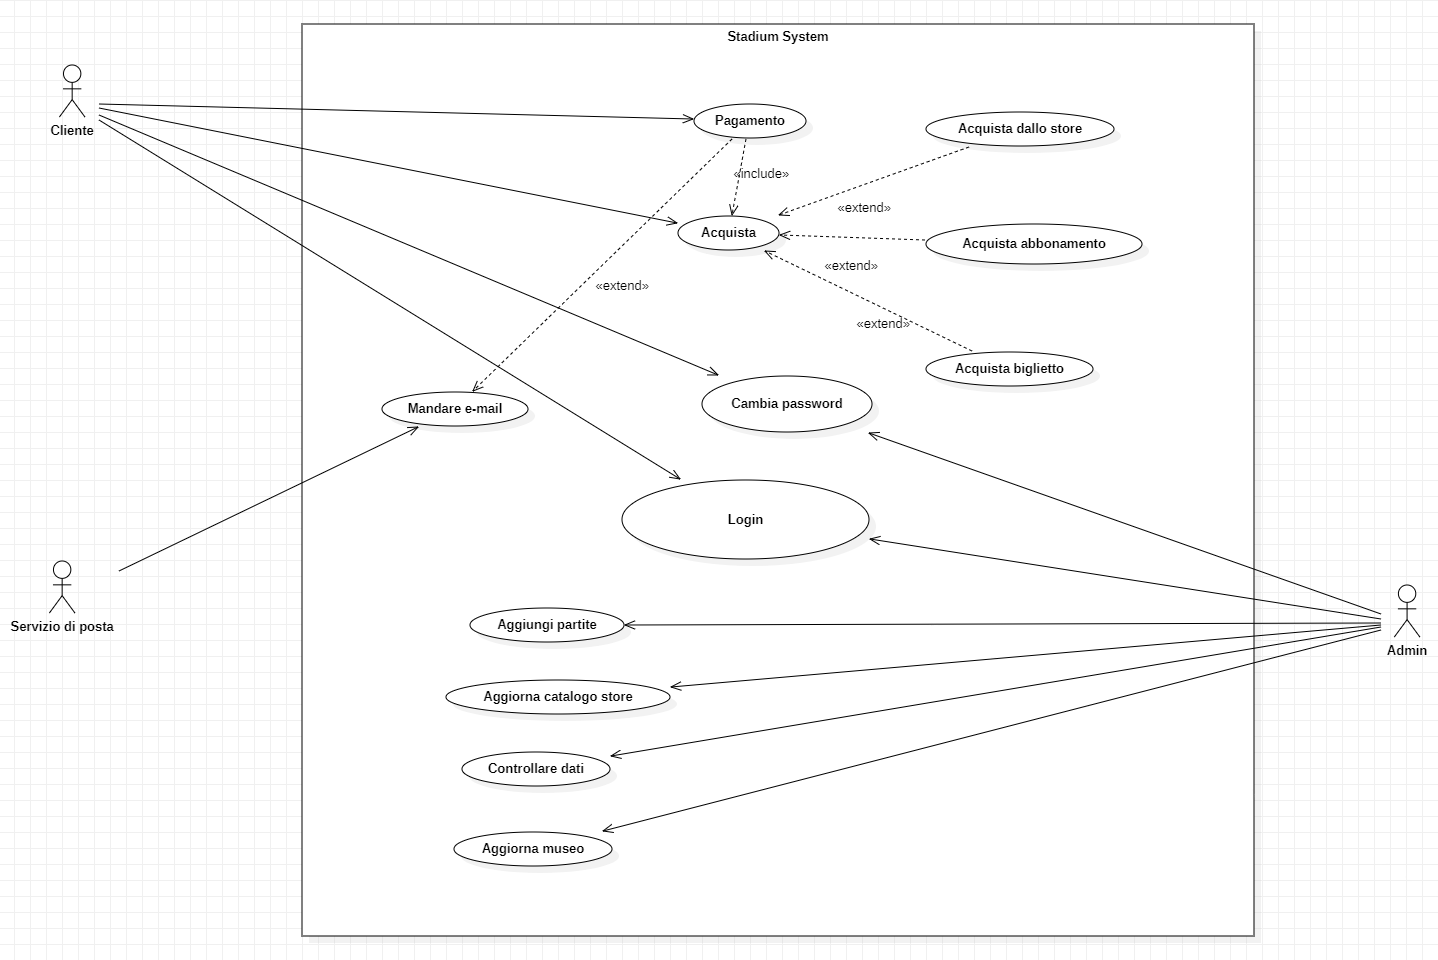 Stadium System
Cliente
Pagamento
Acquista dallo store
«include»
«extend»
Acquista
Acquista abbonamento
«extend»
«extend»
«extend»
Acquista biglietto
Mandare e-mail
Cambia password
Login
Servizio di posta
Aggiungi partite
Admin
Aggiorna catalogo store
Controllare dati
Aggiorna museo